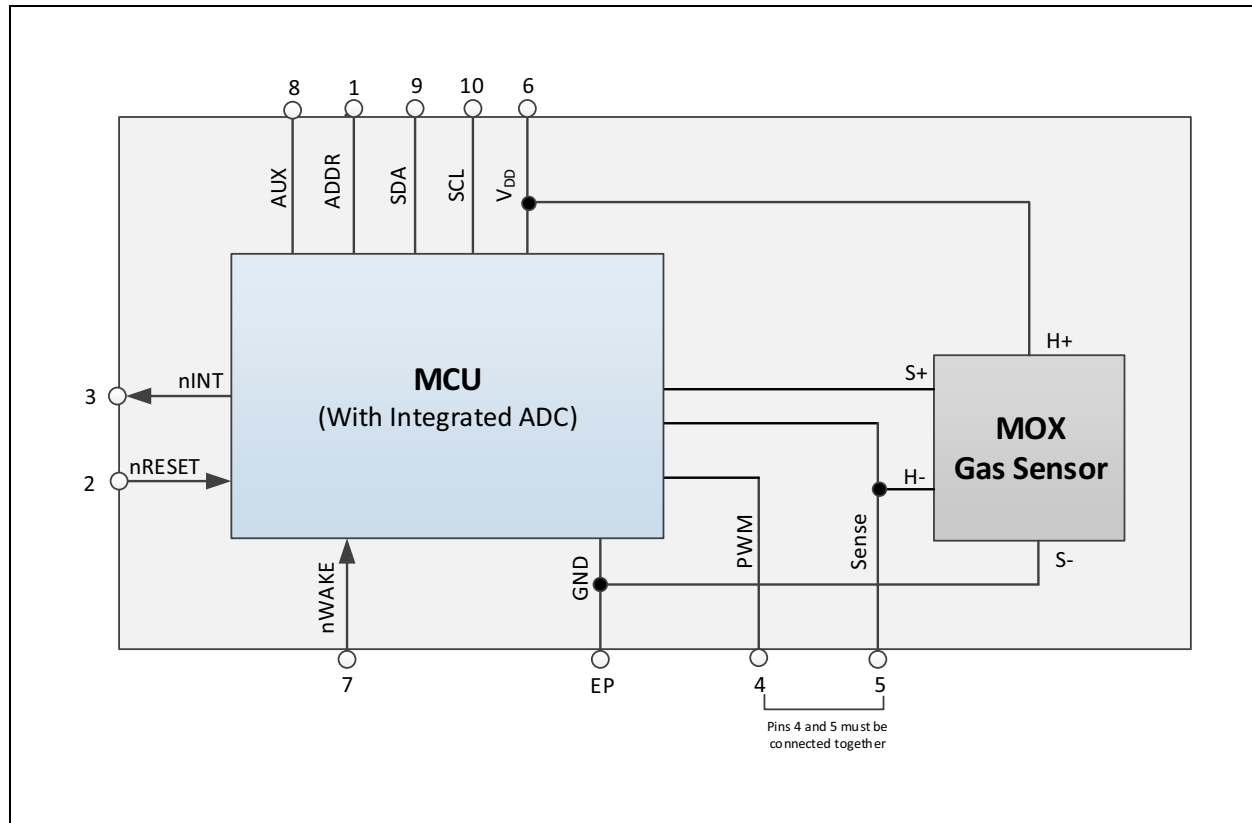 8
1
9
10
6
AUX
ADDR
SDA
SCL
VDD
H+
MCU
(With Integrated ADC)
S+
MOX
Gas Sensor
3
nINT
2
nRESET
H-
nWAKE
GND
PWM
Sense
S-
7
EP
4
5
Pins 4 and 5 must be
connected together